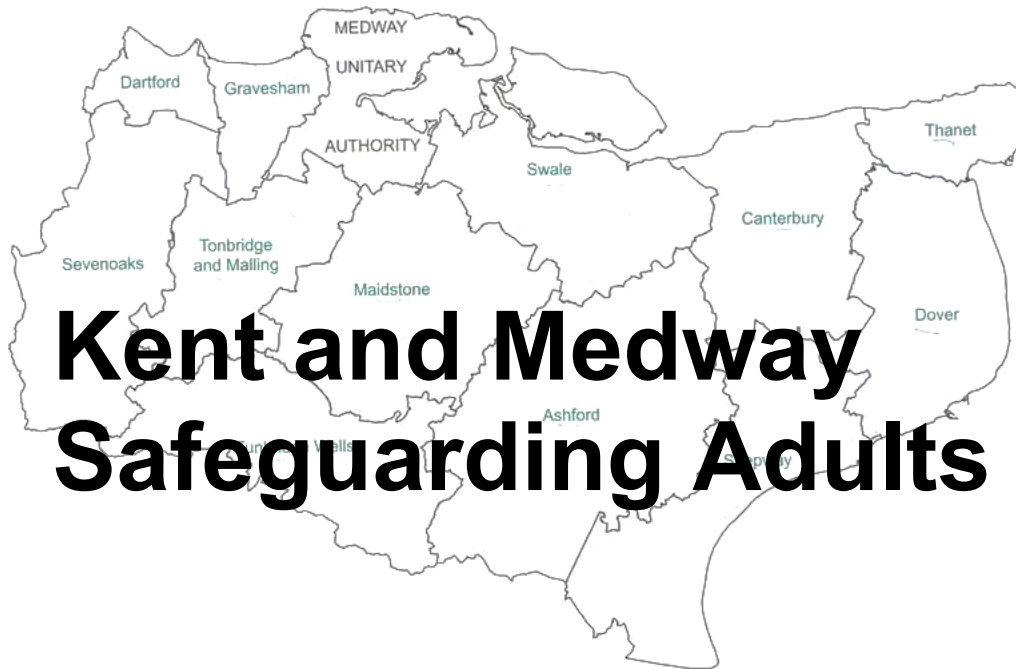 MEDWAY
UNITARY
AUTHORITY
Dartford
Gravesham
Thanet
Swale
Canterbury
Sevenoaks
Tonbridge
and Malling
Maidstone
Dover
Kent and Medway
Ashford
Wells
Safeguarding Adults